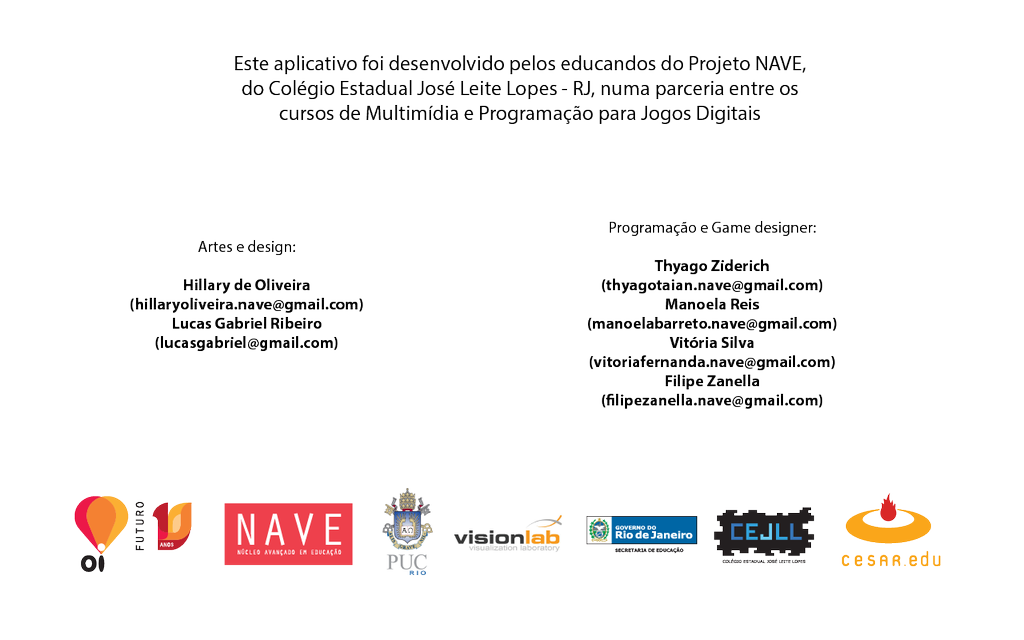 Este aplicativo foi desenvolvido pelos educandos do Projeto NAVE,
do Colégio Estadual José Leite Lopes - RJ, numa parceria entre os
cursos de Multimídia e Programação para Jogos Digitais
Artes e design:
Hillary de Oliveira
(hillaryoliveira.nave@gmail.com)
Lucas Gabriel Ribeiro
(lucasgabriel@gmail.com)
Programação e Game designer:
Thyago Ziderich
(thyagotaian.nave@gmail.com)
Manoela Reis
(manoelabarreto.nave@gmail.com)
Vitória Silva
(vitoriafernanda.nave@gmail.com)
Filipe Zanella
(filipezanella.nave@gmail.com)
oi
FUTURO
10
ANOS
NAVE
NÚCLEO AVANÇADO EM EDUCAÇÃO
PUC
RIO
visionlab
visualization laboratory
GOVERNO DO
Rio de Janeiro
SECRETARIA DE EDUCAÇÃO
CEJLL
COLÉGIO ESTADUAL JOSÉ LEITE LOPES
CESAR.edu